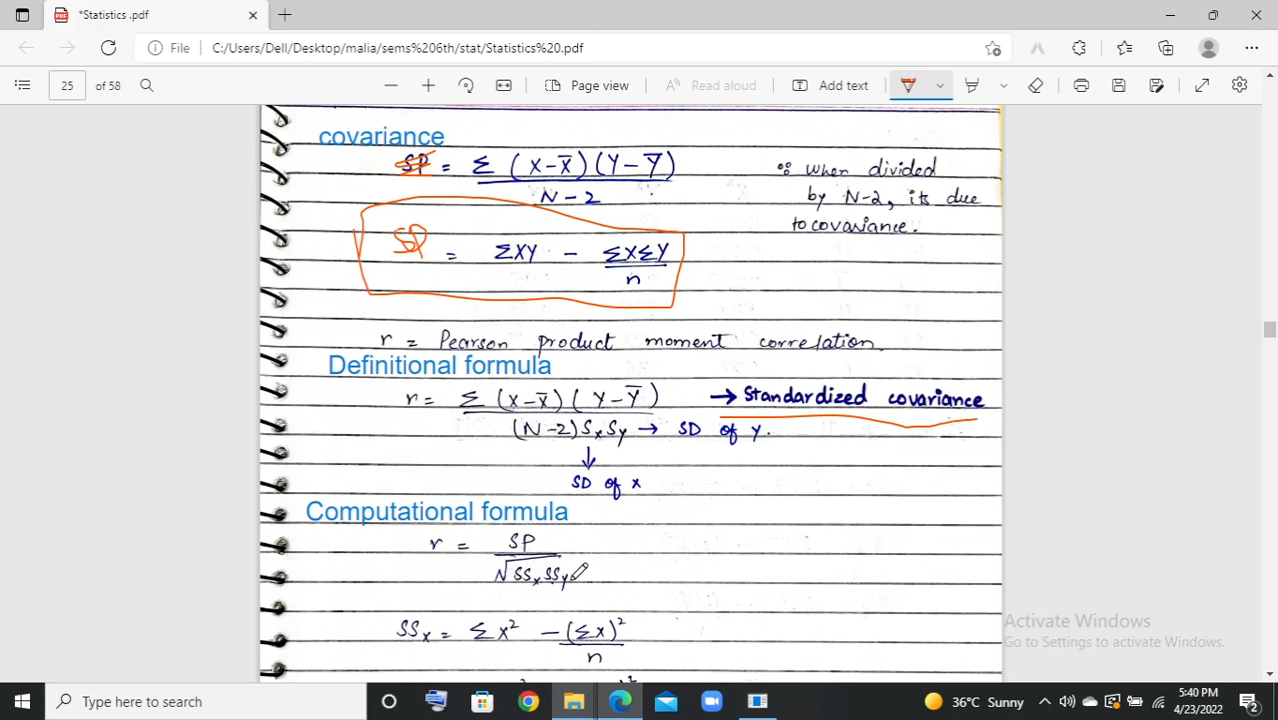 *Statistics .pdf
File C:/Users/Dell/Desktop/malia/sems%206th/stat/Statistics%20.pdf
25 of 58 Page view Read aloud Add text
covariance
SP = Σ (X-X̅)(Y-Y̅)
N-2
∵ when divided
by N-2, its due
to covariance.
SP = ΣXY - ΣXΣY
n
r = Pearson product moment correlation.
Definitional formula
r = Σ (x-x̅)(Y-Y̅) → Standardized covariance
(N-2)SxSy → SD of y.
↓
SD of x
Computational formula
r = SP
√SSxSSy
SSx = Σx² - (Σx)²
n
Activate Windows
Go to Settings to activate Windows.
Type here to search
36°C Sunny
5:40 PM
4/23/2022
2